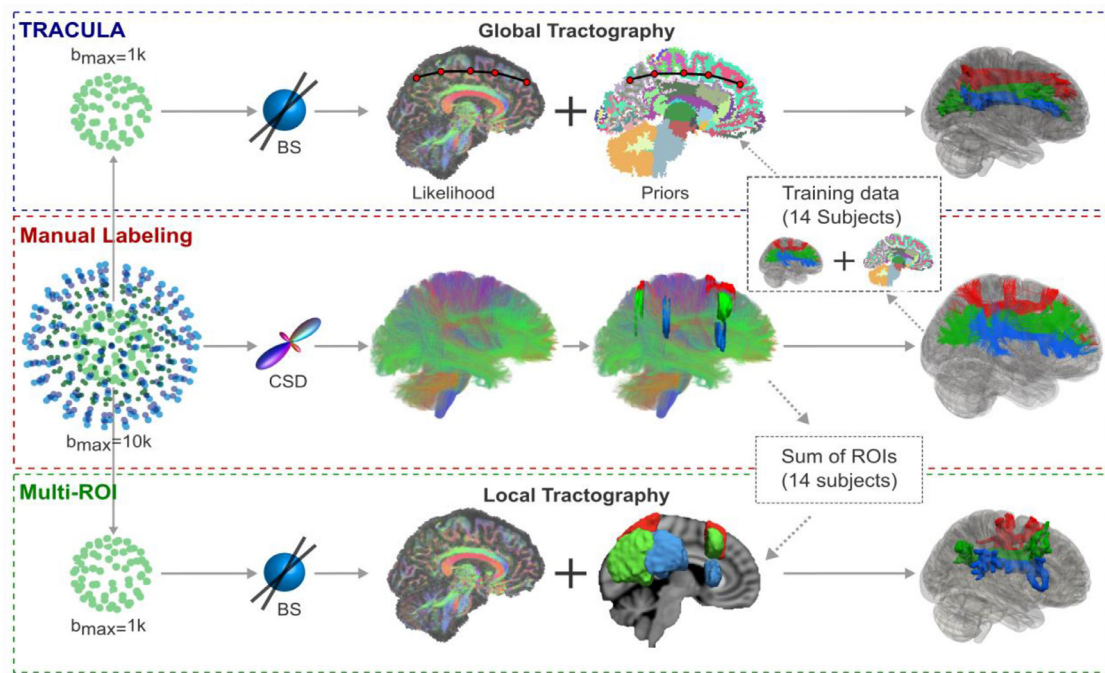 TRACULA
bmax=1k
BS
Global Tractography
+
Likelihood
Priors
Training data
(14 Subjects)
+
Manual Labeling
bmax=10k
CSD
Sum of ROIs
(14 subjects)
Multi-ROI
bmax=1k
BS
Local Tractography
+